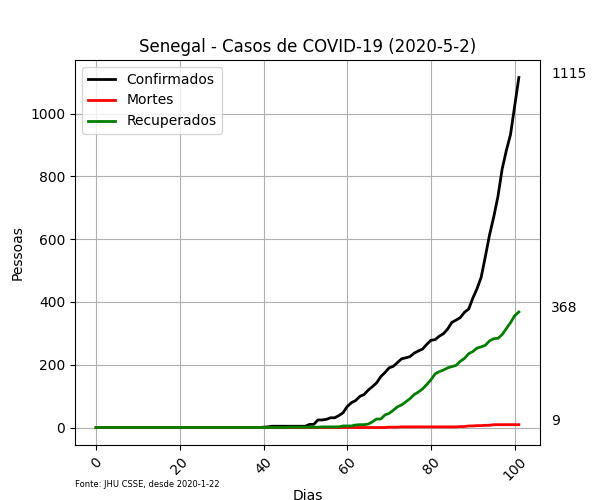 Senegal - Casos de COVID-19 (2020-5-2)
Confirmados
Mortes
Recuperados
1115
368
9
Pessoas
1000
800
600
400
200
0
0
20
40
60
80
100
Fonte: JHU CSSE, desde 2020-1-22
Dias